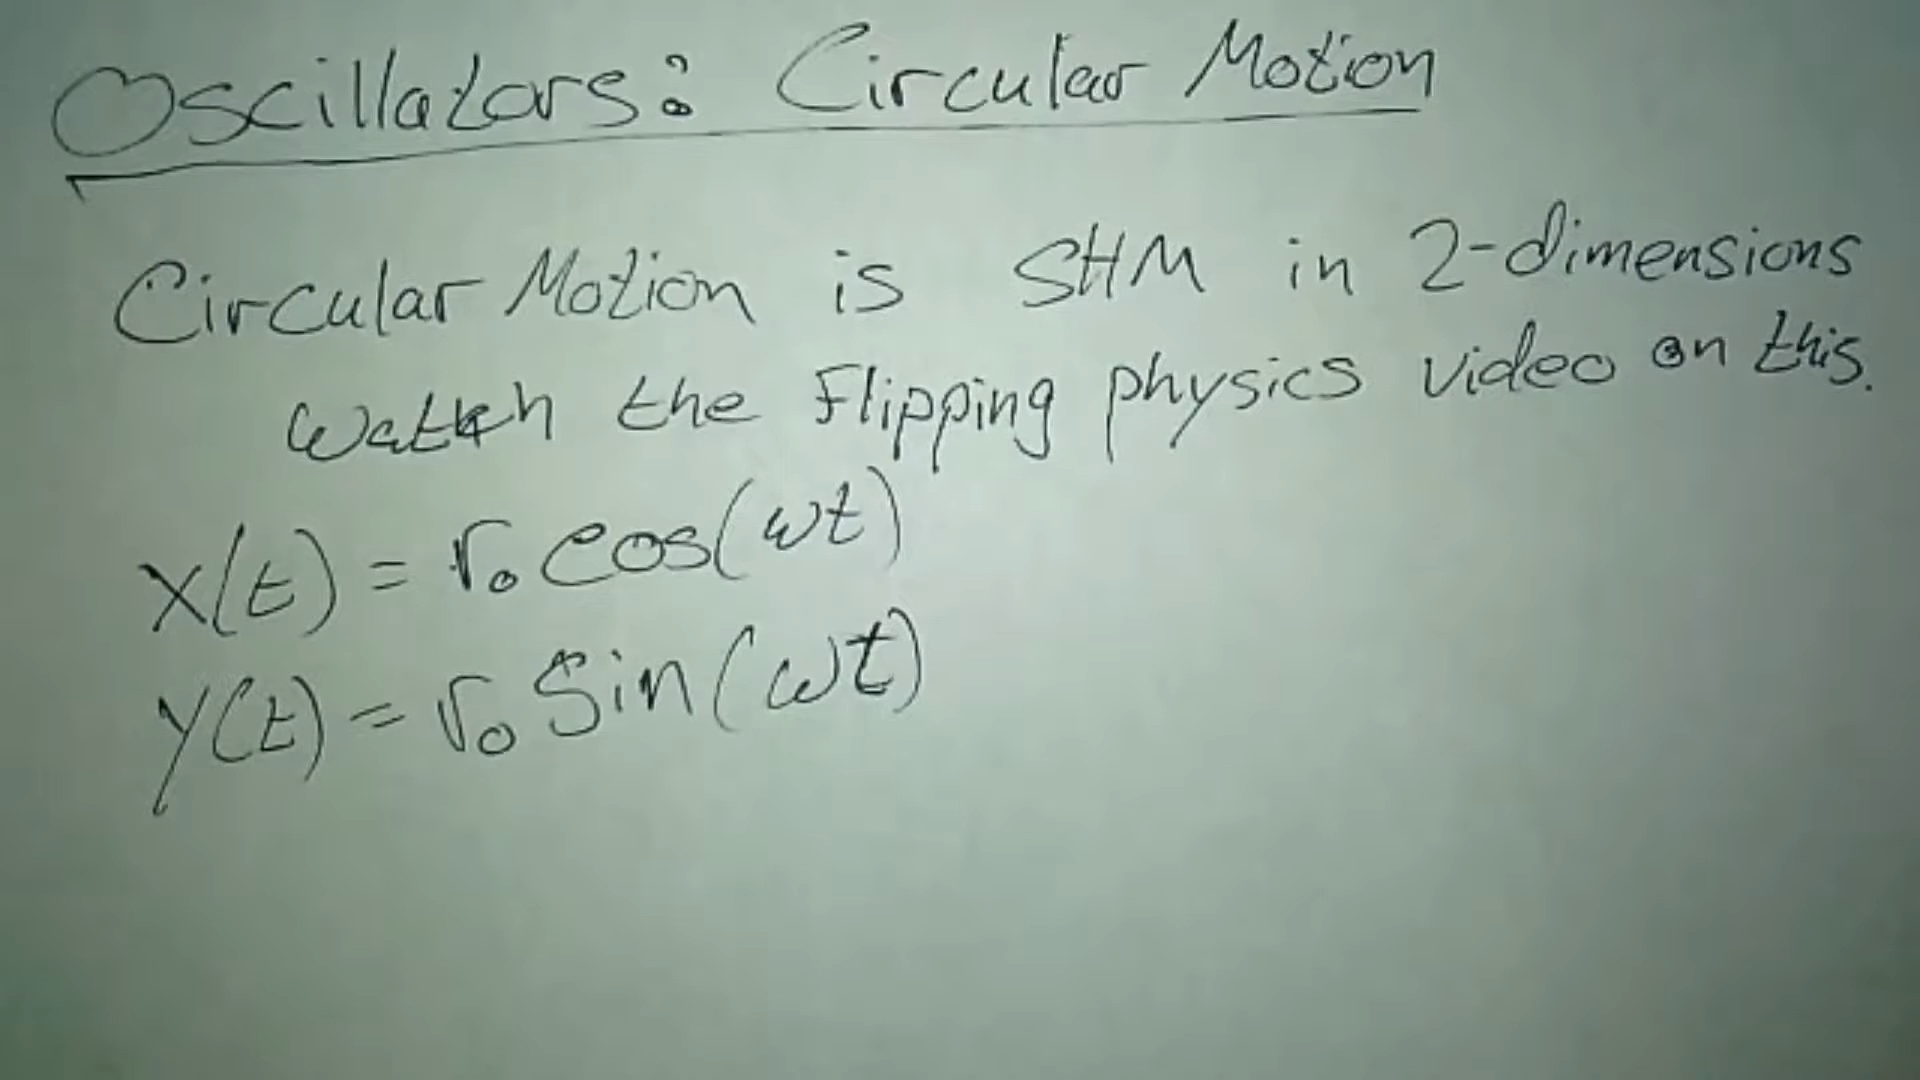 Oscillators: Circular Motion
Circular Motion is SHM in 2-dimensions
Watch the Flipping physics video on this.
x(t) = r₀ cos(ωt)
y(t) = r₀ Sin(ωt)